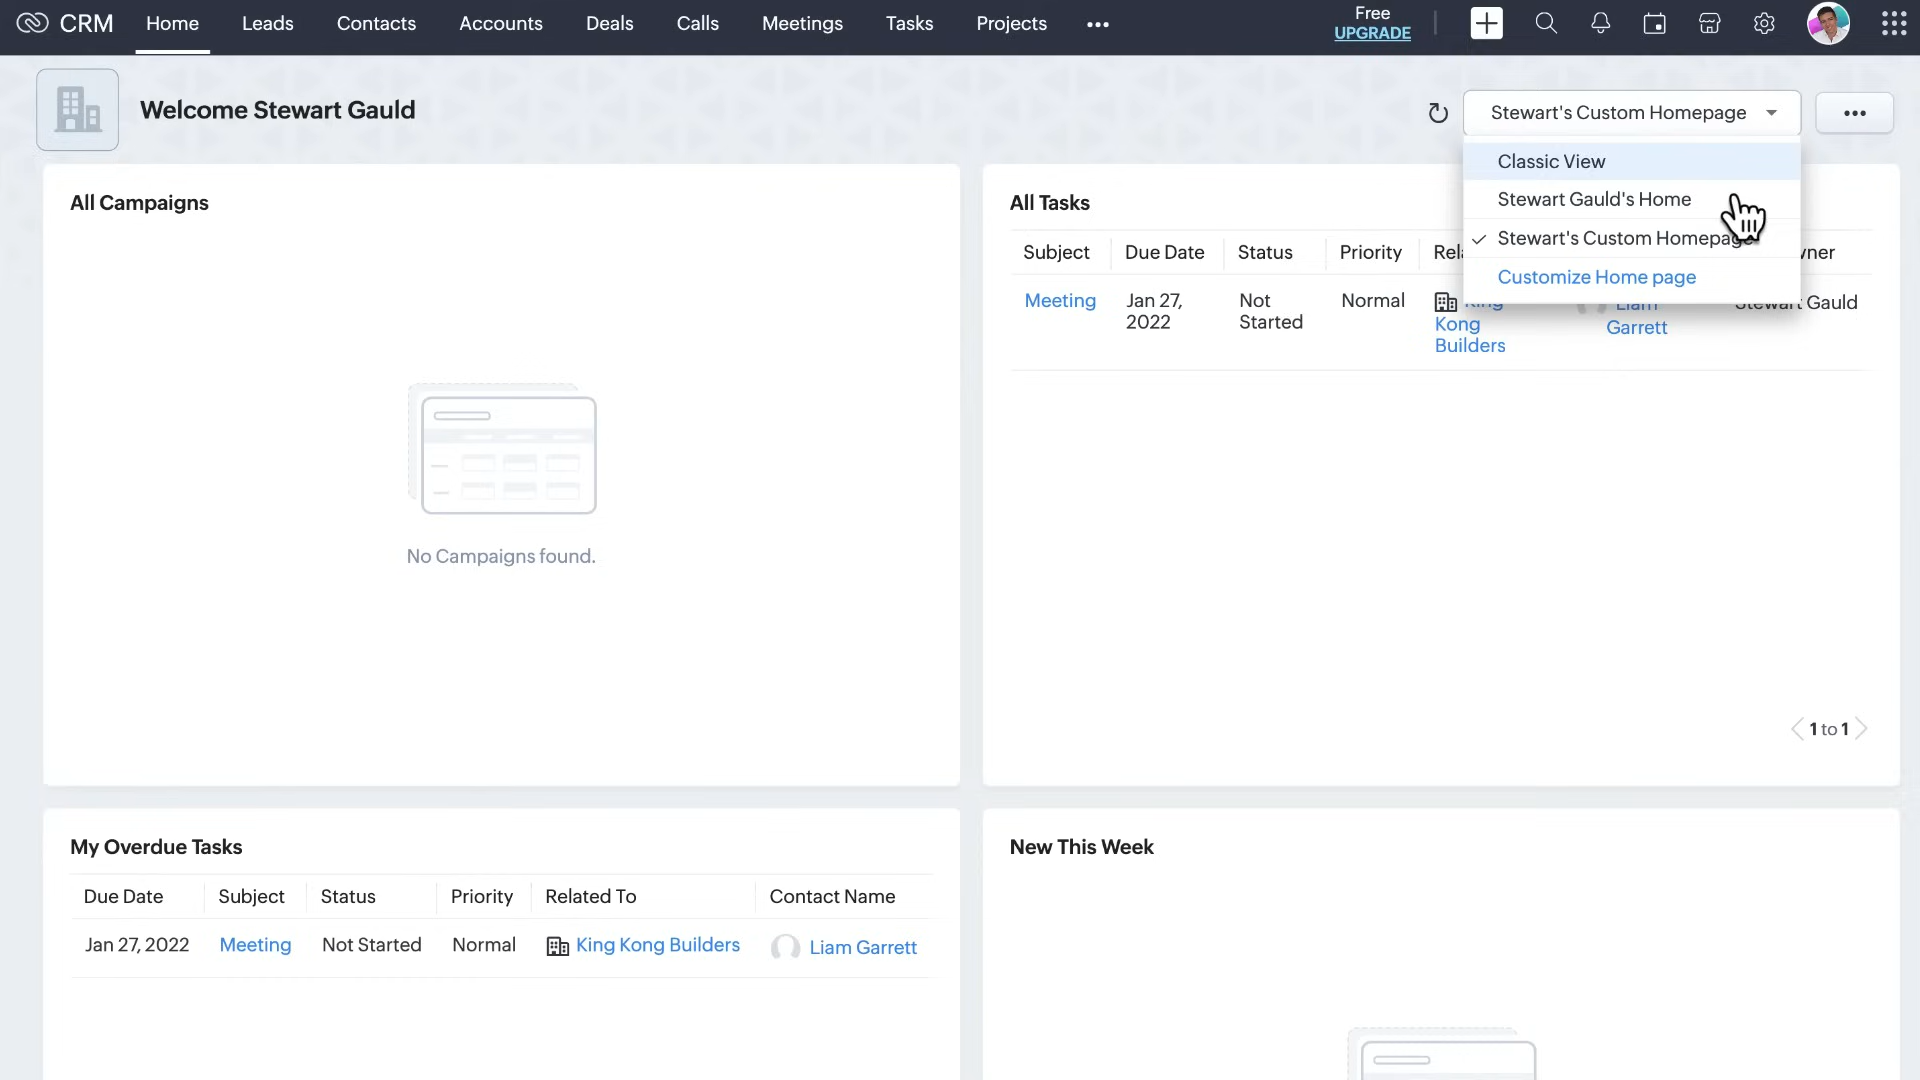 CRM Home Leads Contacts Accounts Deals Calls Meetings Tasks Projects ••• Free
UPGRADE
Welcome Stewart Gauld
Stewart's Custom Homepage
•••
Classic View
Stewart Gauld's Home
Stewart's Custom Homepage
Customize Home page
All Campaigns
No Campaigns found.
All Tasks
Subject Due Date Status Priority
Meeting Jan 27, Not Normal King Liam Stewart Gauld
2022 Started Kong Garrett
Builders
1 to 1
My Overdue Tasks
Due Date Subject Status Priority Related To Contact Name
Jan 27, 2022 Meeting Not Started Normal King Kong Builders Liam Garrett
New This Week